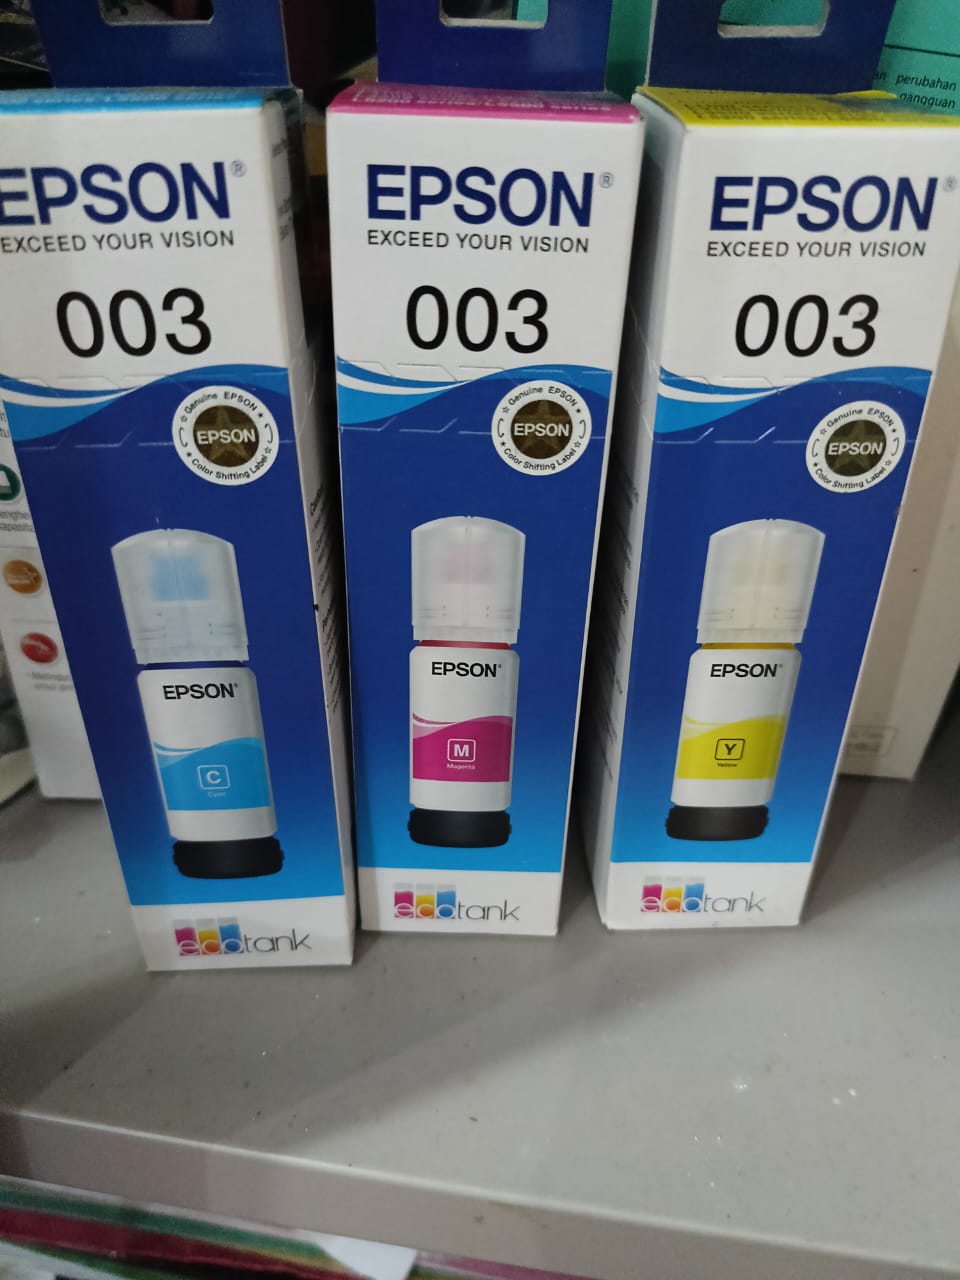 EPSON®
EXCEED YOUR VISION
003
Genuine EPSON
EPSON
Color Shifting Label
EPSON®
C
Cyan
ecotank
EPSON®
EXCEED YOUR VISION
003
Genuine EPSON
EPSON
Color Shifting Label
EPSON®
M
Magenta
ecotank
EPSON®
EXCEED YOUR VISION
003
Genuine EPSON
EPSON
Color Shifting Label
EPSON®
Y
Yellow
ecotank
perubahan
gangguan